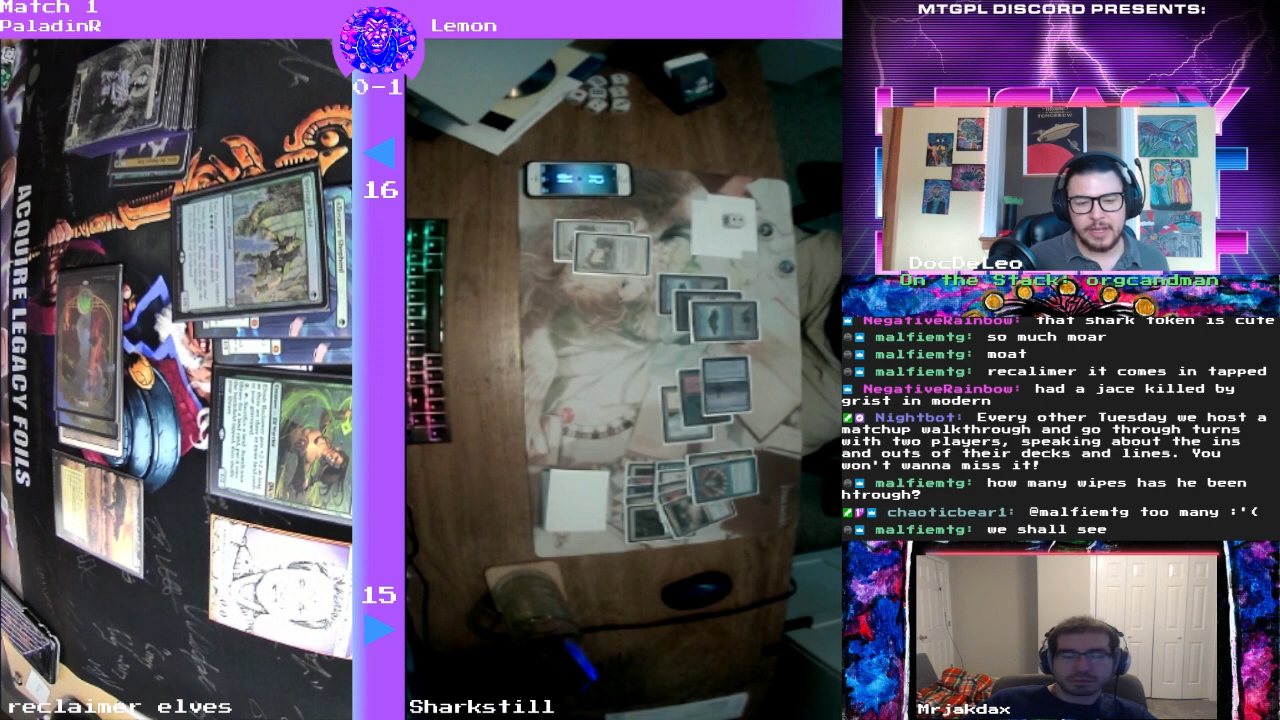 Match 1
PaladinR
Lemon
0-1
16
15
ACQUIRE LEGACY FOILS
reclaimer elves
Sharkstill
MTGPL DISCORD PRESENTS:
LEGACY
TOMORROW
DocDeLeo
On the Stack: orgcandman
NegativeRainbow: that shark token is cute
malfiemtg: so much moar
malfiemtg: moat
malfiemtg: recalimer it comes in tapped
NegativeRainbow: had a jace killed by
grist in modern
Nightbot: Every other Tuesday we host a
matchup walkthrough and go through turns
with two players, speaking about the ins
and outs of their decks and lines. You
won't wanna miss it!
malfiemtg: how many wipes has he been
htrough?
chaoticbear1: @malfiemtg too many :'(
malfiemtg: we shall see
Mrjakdax